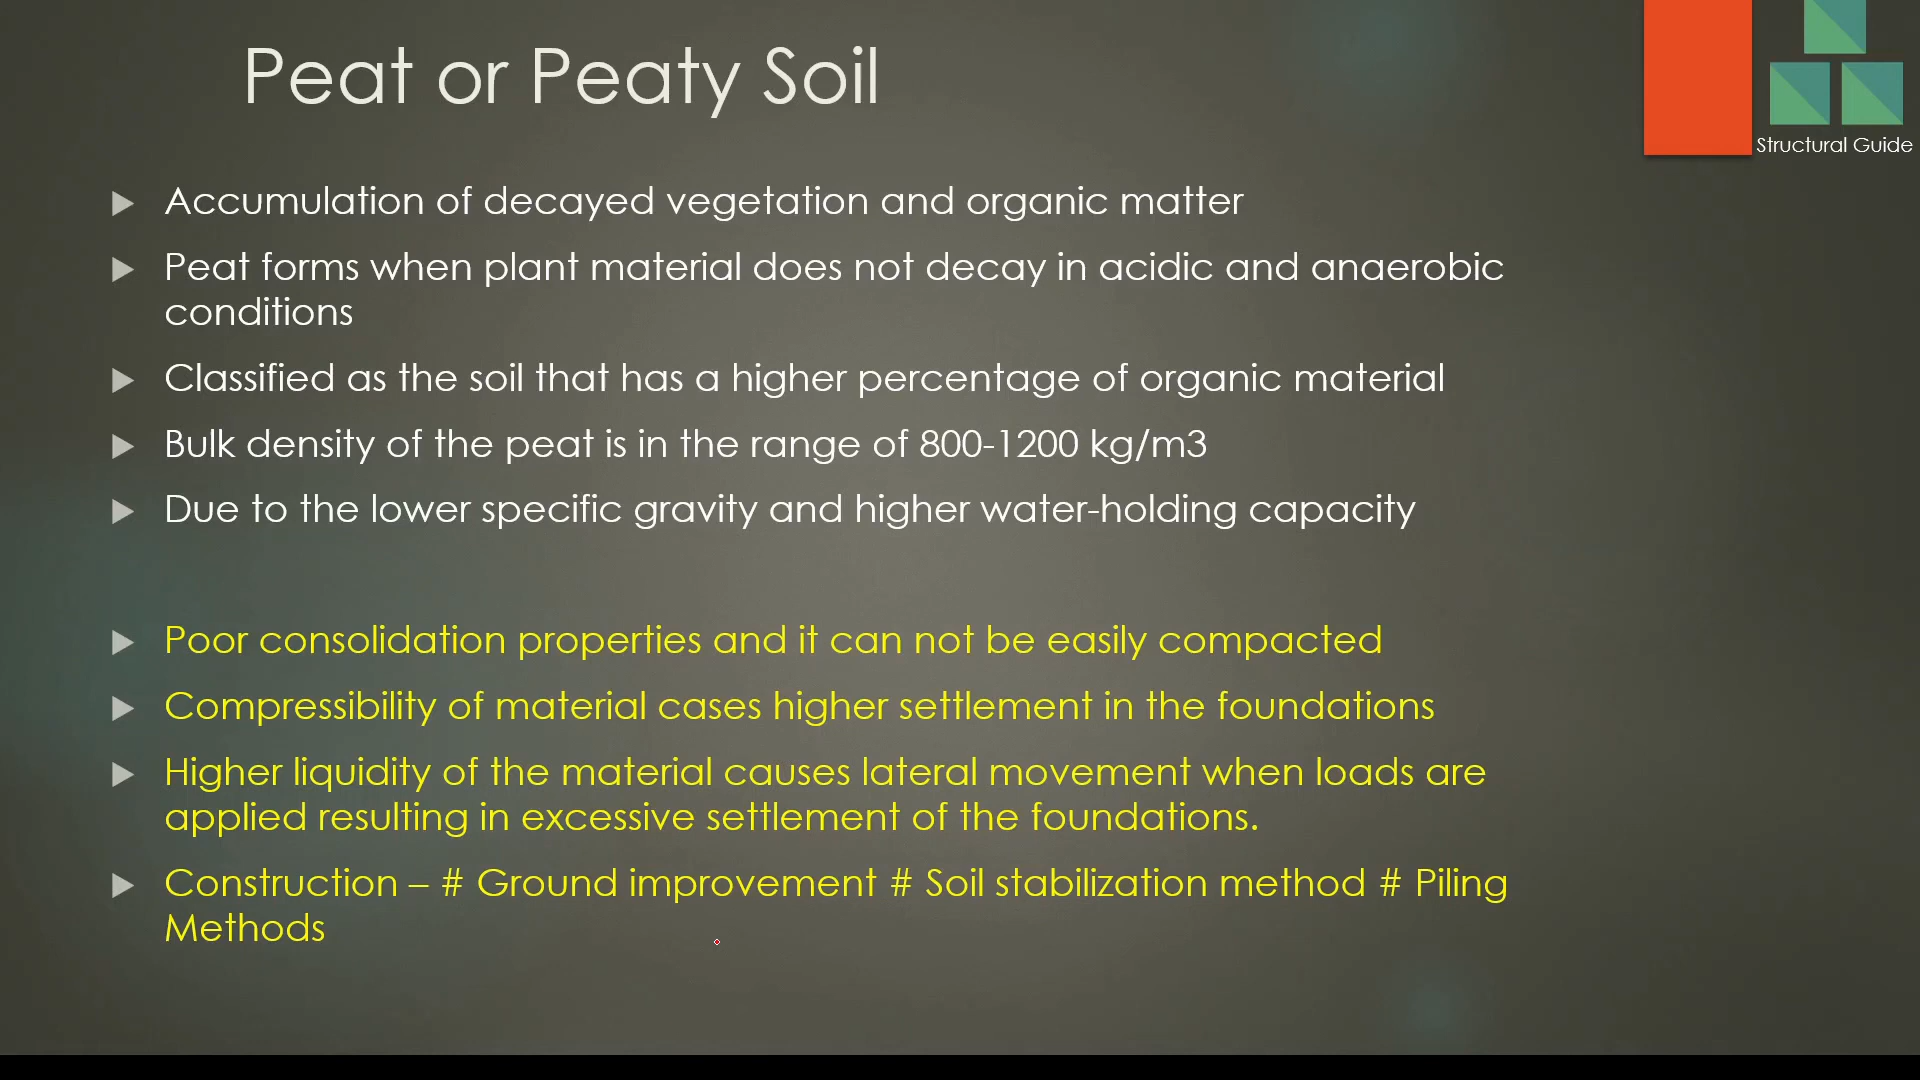 Peat or Peaty Soil
Structural Guide
Accumulation of decayed vegetation and organic matter
Peat forms when plant material does not decay in acidic and anaerobic
conditions
Classified as the soil that has a higher percentage of organic material
Bulk density of the peat is in the range of 800-1200 kg/m3
Due to the lower specific gravity and higher water-holding capacity
Poor consolidation properties and it can not be easily compacted
Compressibility of material cases higher settlement in the foundations
Higher liquidity of the material causes lateral movement when loads are
applied resulting in excessive settlement of the foundations.
Construction – # Ground improvement # Soil stabilization method # Piling
Methods